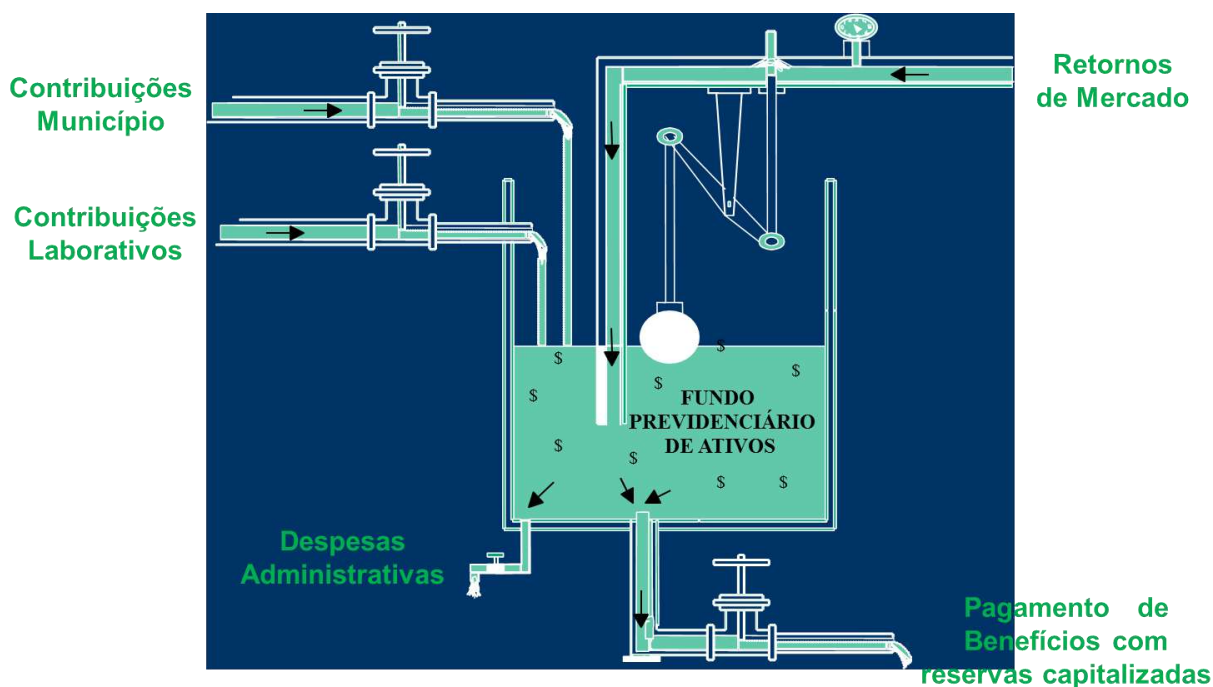 Contribuições
Município
Retornos
de Mercado
Contribuições
Laborativos
$
$
$
$
$
FUNDO
PREVIDENCIÁRIO
DE ATIVOS
$
$
$
$
Despesas
Administrativas
Pagamento de
Benefícios com
reservas capitalizadas